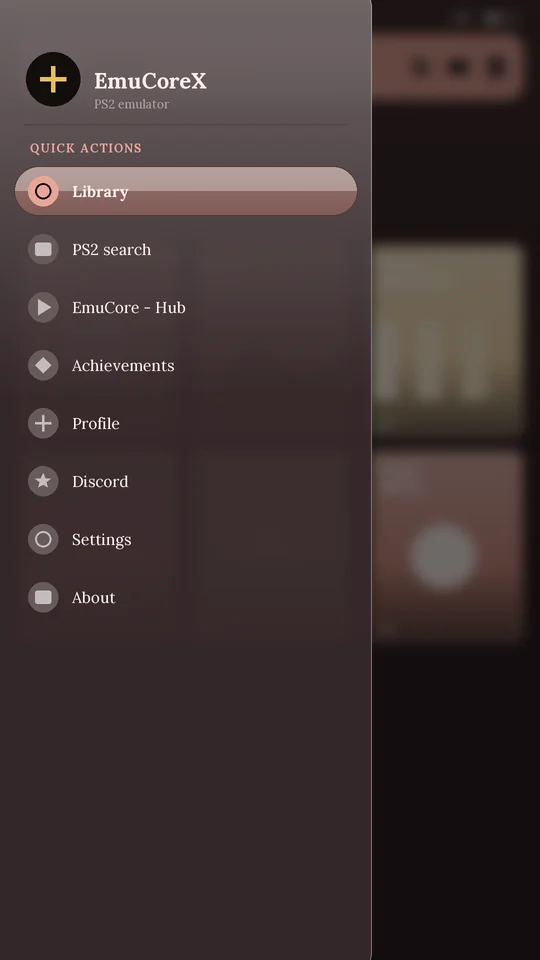 EmuCoreX
PS2 emulator
QUICK ACTIONS
Library
PS2 search
EmuCore - Hub
Achievements
Profile
Discord
Settings
About